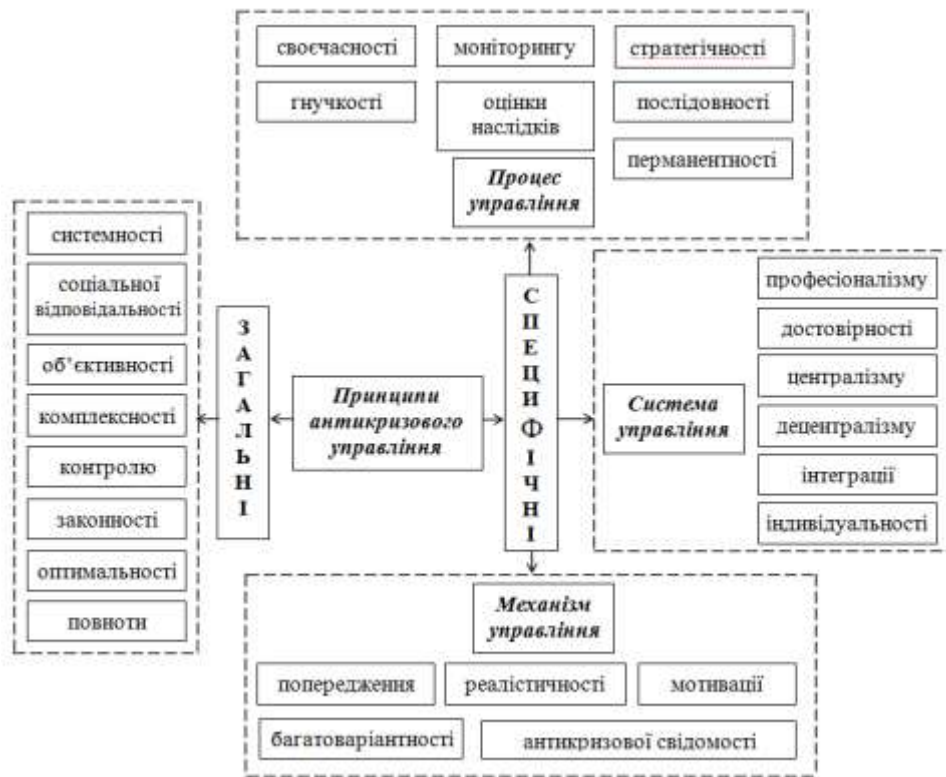 своєчасності
моніторингу
стратегічності
гнучкості
оцінки
наслідків
послідовності
перманентності
Процес
управління
системності
соціальної
відповідальності
об’єктивності
комплексності
контролю
законності
оптимальності
повноти
ЗАГАЛЬНІ
Принципи
антикризового
управління
СПЕЦИФІЧНІ
Система
управління
професіоналізму
достовірності
централізму
децентралізму
інтеграції
індивідуальності
Механізм
управління
попередження
реалістичності
мотивації
багатоваріантності
антикризової свідомості